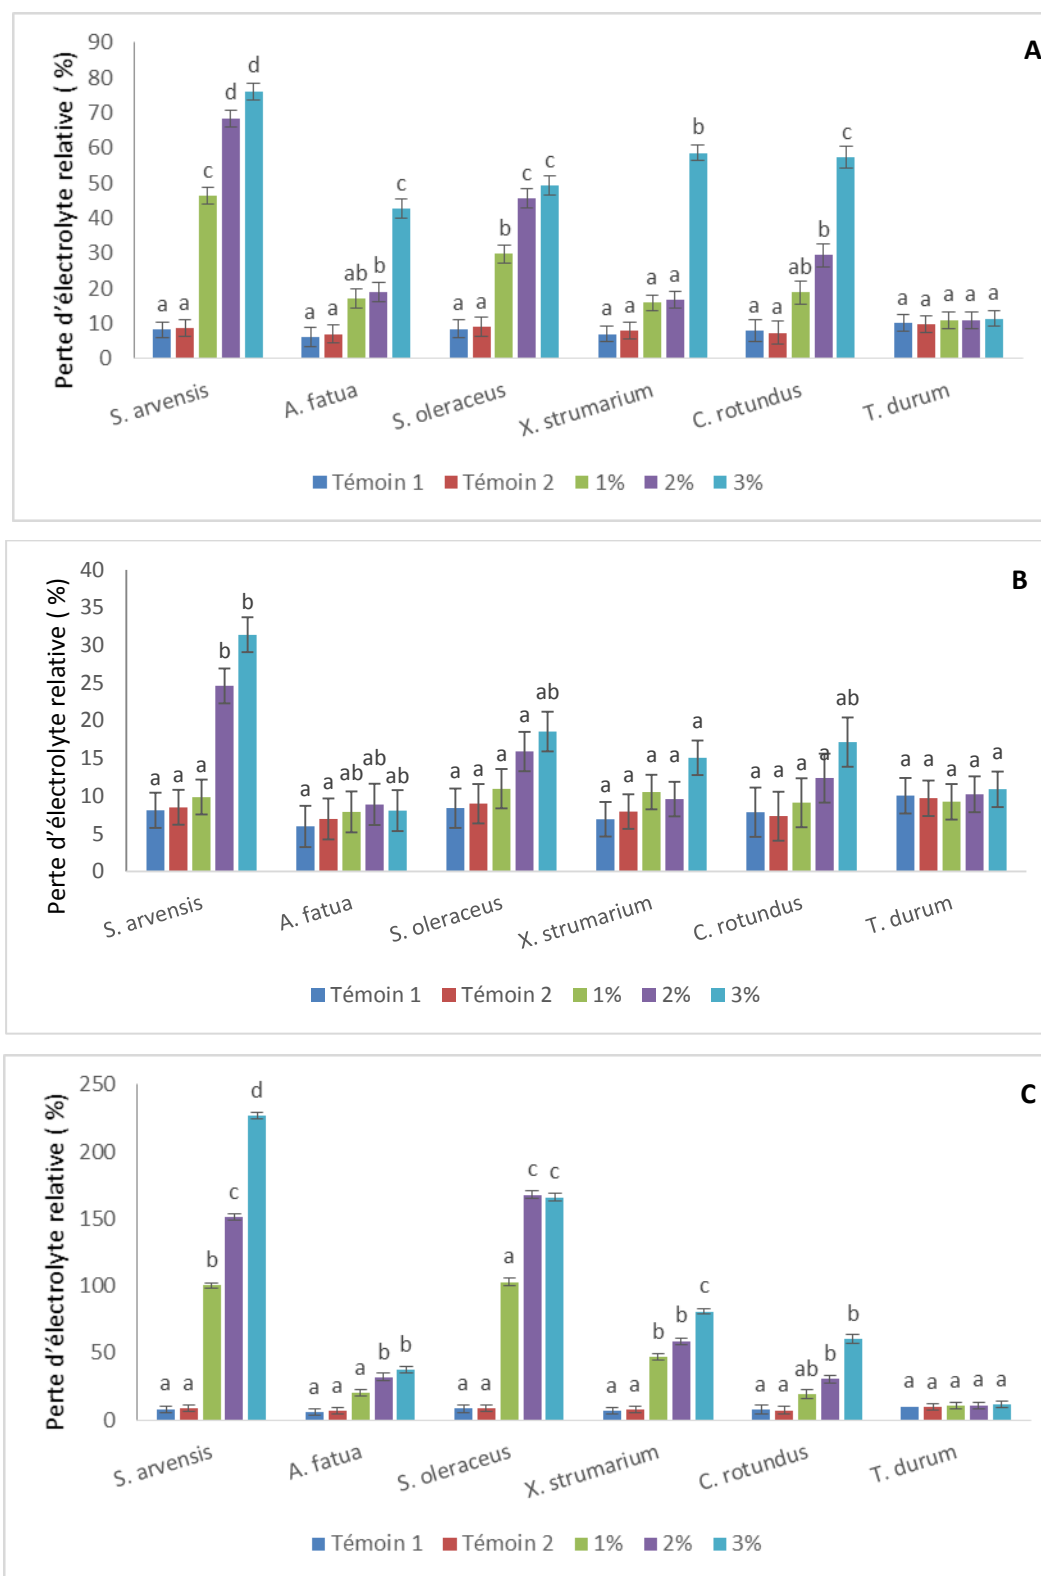 A
Perte d'électrolyte relative ( %)
90
80
70
60
50
40
30
20
10
0
a a c d d
a a ab b c
a a b c c
a a a a b
a a ab b c
a a a a a
S. arvensis
A. fatua
S. oleraceus
X. strumarium
C. rotundus
T. durum
Témoin 1 Témoin 2 1% 2% 3%
B
Perte d'électrolyte relative ( %)
40
35
30
25
20
15
10
5
0
a a a b b
a a ab ab ab
a a a a ab
a a a a a
a a a a ab
a a a a a
S. arvensis
A. fatua
S. oleraceus
X. strumarium
C. rotundus
T. durum
Témoin 1 Témoin 2 1% 2% 3%
C
Perte d'électrolyte relative ( %)
250
200
150
100
50
0
a a b c d
a a a b b
a a a c c
a a b b c
a a ab b b
a a a a a
S. arvensis
A. fatua
S. oleraceus
X. strumarium
C. rotundus
T. durum
Témoin 1 Témoin 2 1% 2% 3%